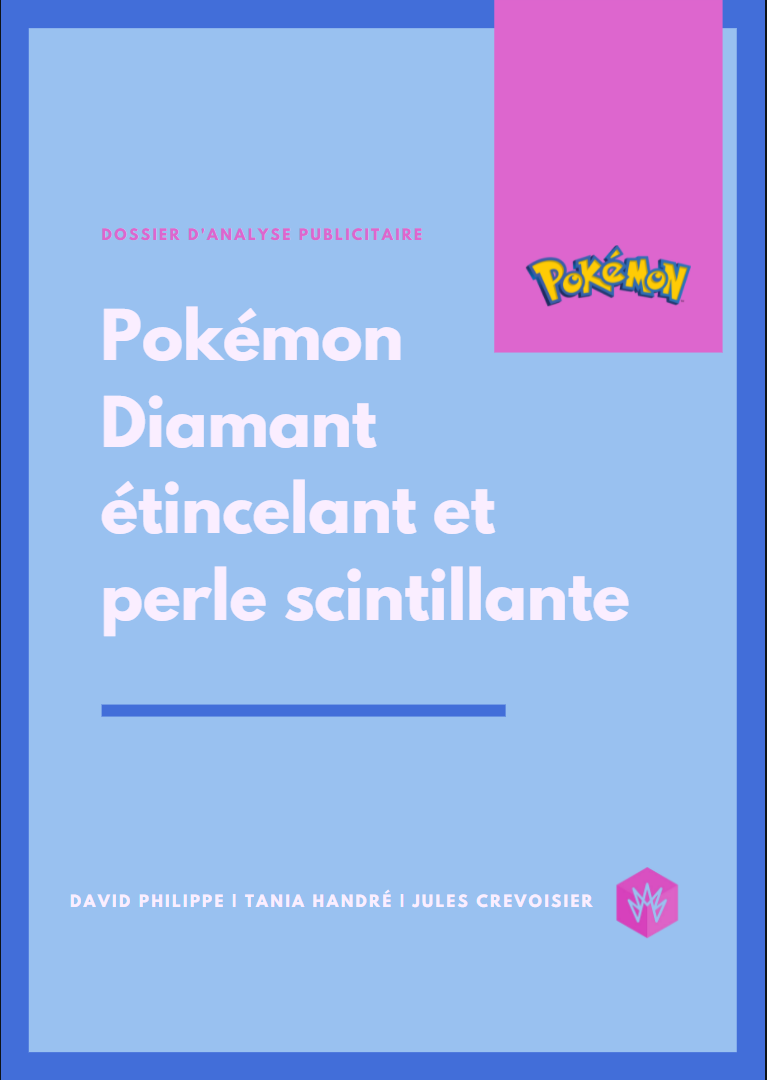 DOSSIER D'ANALYSE PUBLICITAIRE
POKÉMON
Pokémon
Diamant
étincelant et
perle scintillante
DAVID PHILIPPE | TANIA HANDRÉ | JULES CREVOISIER